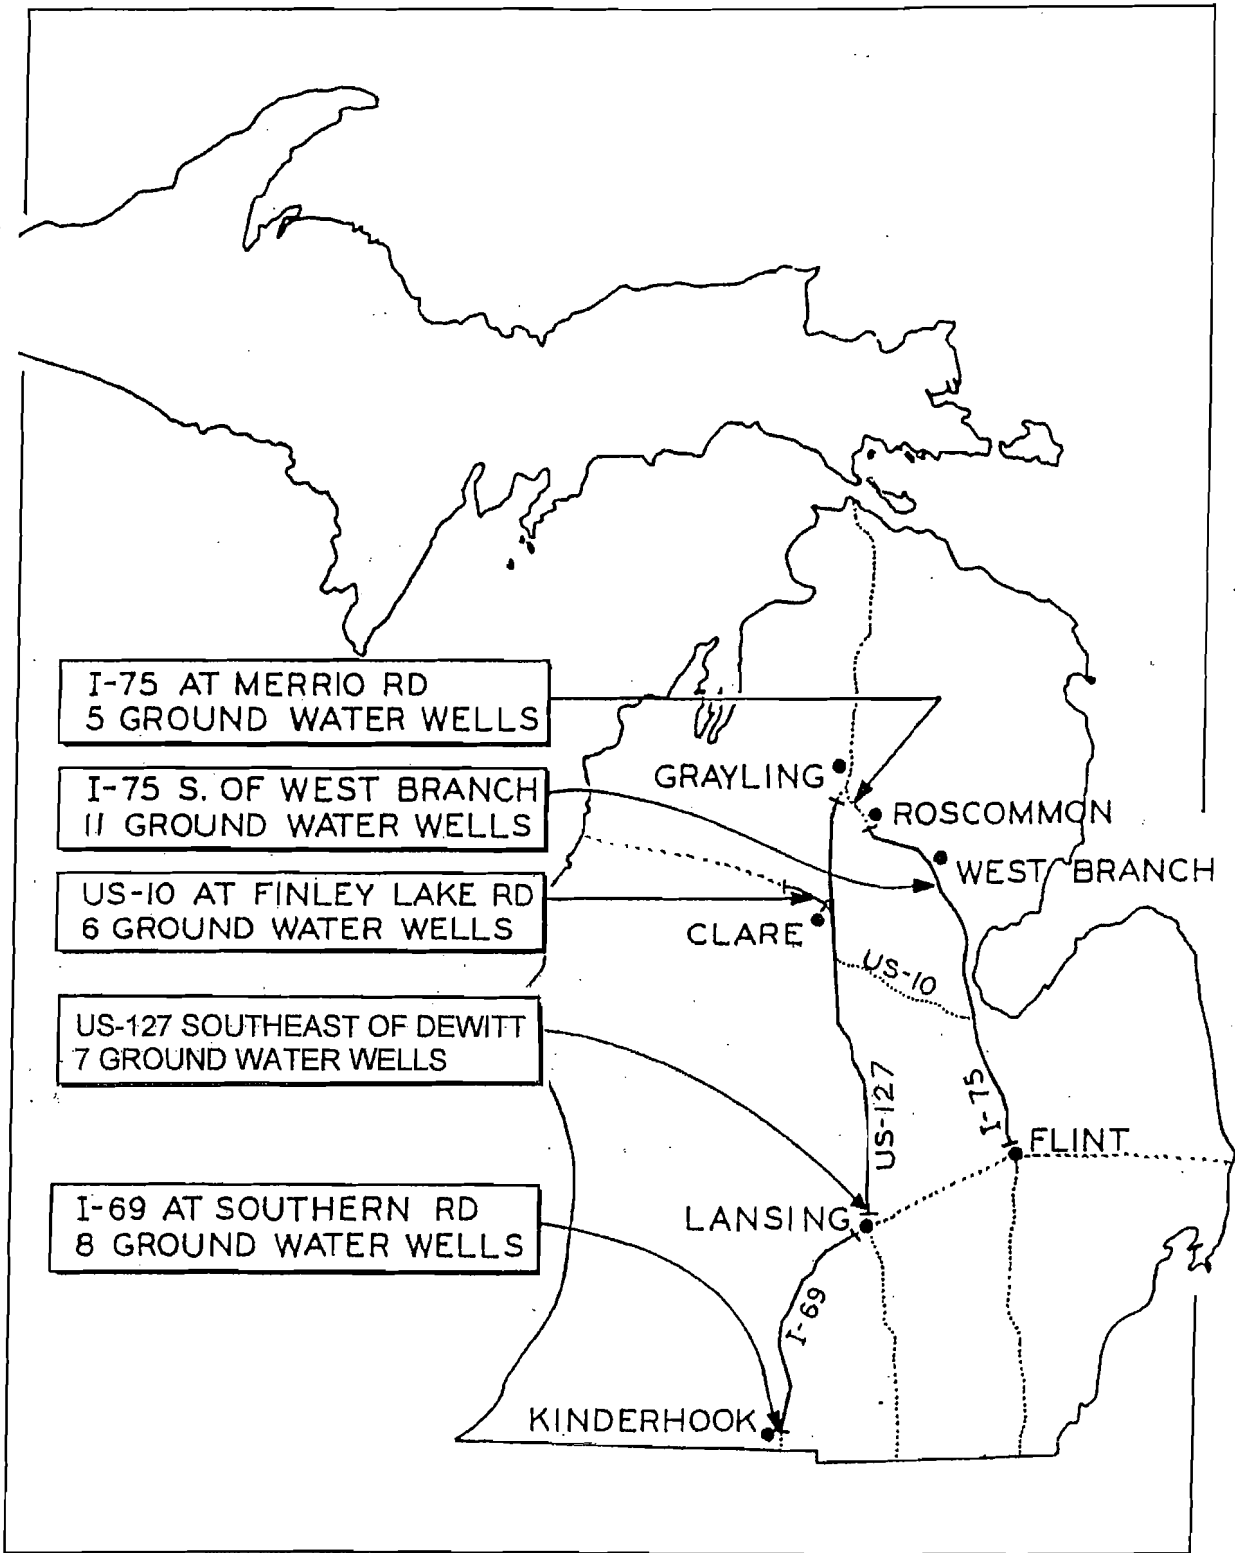 I-75 AT MERRIO RD
5 GROUND WATER WELLS
GRAYLING
I-75 S. OF WEST BRANCH
11 GROUND WATER WELLS
ROSCOMMON
WEST BRANCH
US-10 AT FINLEY LAKE RD
6 GROUND WATER WELLS
CLARE
US-10
US-127 SOUTHEAST OF DEWITT
7 GROUND WATER WELLS
US-127
I-75
FLINT
I-69 AT SOUTHERN RD
8 GROUND WATER WELLS
LANSING
I-69
KINDERHOOK